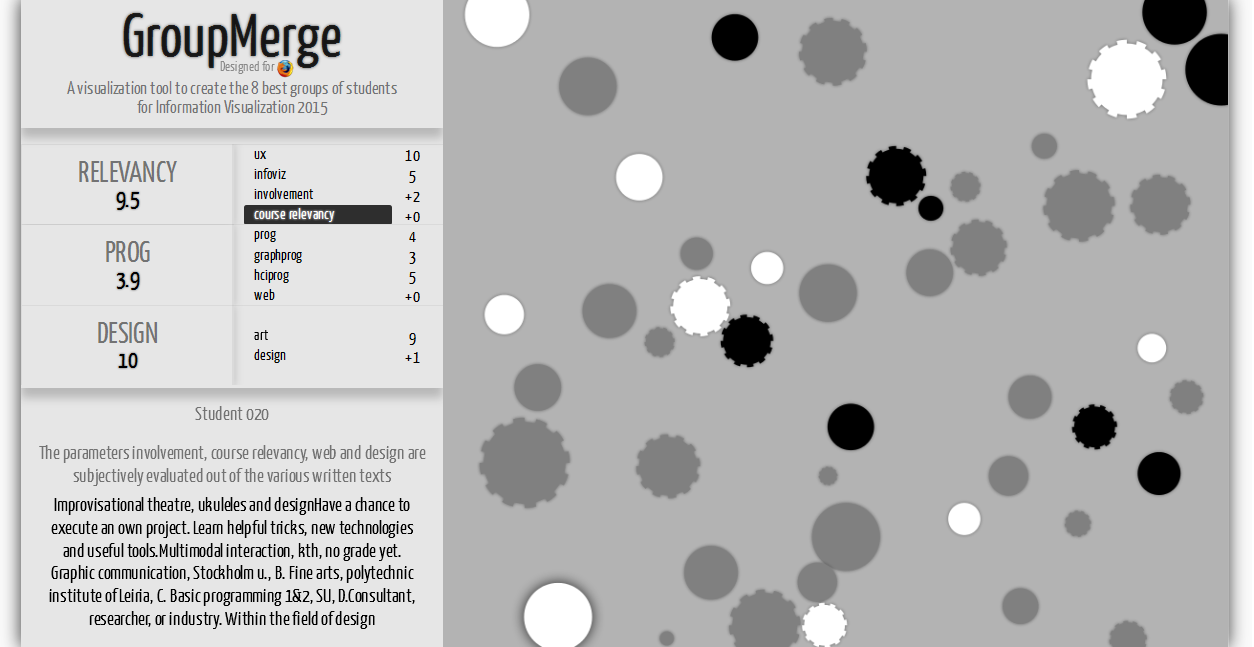 GroupMerge
Designed for
A visualization tool to create the 8 best groups of students
for Information Visualization 2015
RELEVANCY
9.5
ux 10
infoviz 5
involvement +2
course relevancy +0
PROG
3.9
prog 4
graphprog 3
hciprog 5
web +0
DESIGN
10
art 9
design +1
Student 020
The parameters involvement, course relevancy, web and design are
subjectively evaluated out of the various written texts
Improvisational theatre, ukuleles and designHave a chance to
execute an own project. Learn helpful tricks, new technologies
and useful tools.Multimodal interaction, kth, no grade yet.
Graphic communication, Stockholm u., B. Fine arts, polytechnic
institute of Leiria, C. Basic programming 1&2, SU, D.Consultant,
researcher, or industry. Within the field of design